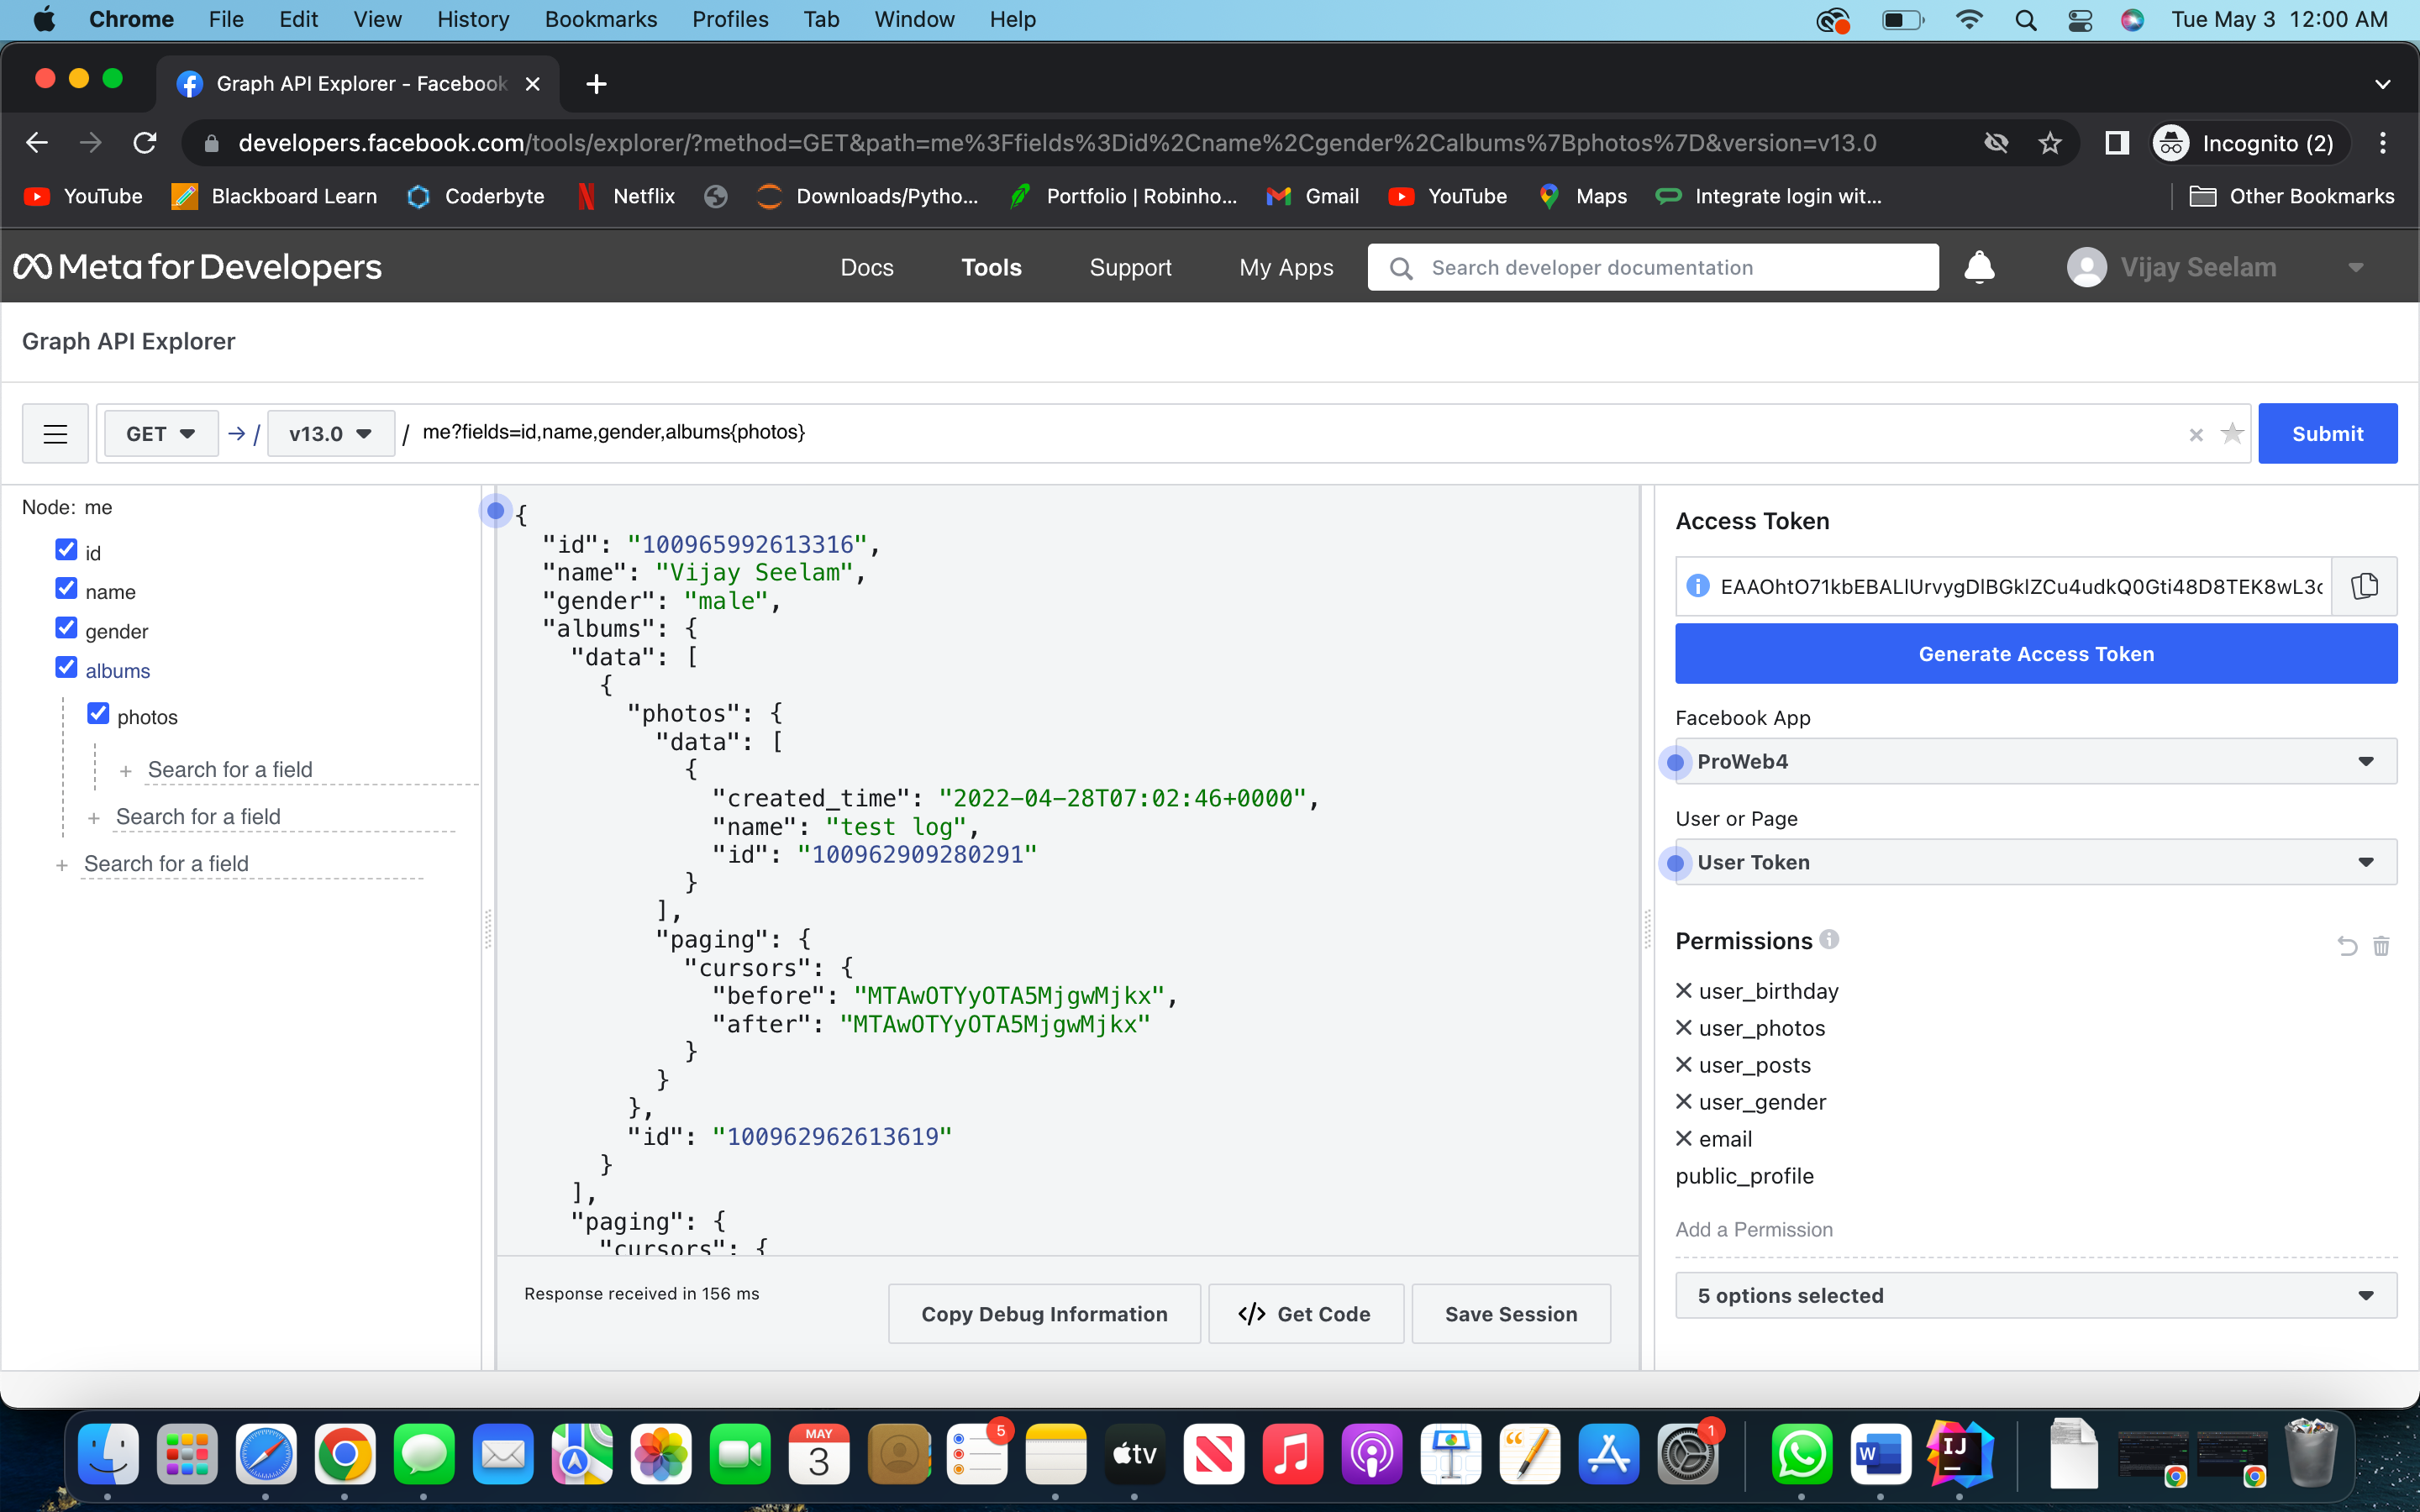 Chrome File Edit View History Bookmarks Profiles Tab Window Help Tue May 3 12:00 AM
Graph API Explorer - Facebook
developers.facebook.com/tools/explorer/?method=GET&path=me%3Ffields%3Did%2Cname%2Cgender%2Calbums%7Bphotos%7D&version=v13.0 Incognito (2)
YouTube Blackboard Learn Coderbyte Netflix Downloads/Pytho... Portfolio | Robinho... Gmail YouTube Maps Integrate login wit... Other Bookmarks
Meta for Developers Docs Tools Support My Apps Search developer documentation Vijay Seelam
Graph API Explorer
GET → / v13.0 / me?fields=id,name,gender,albums{photos} Submit
Node: me
id
name
gender
albums
photos
+ Search for a field
+ Search for a field
+ Search for a field
{
"id": "100965992613316",
"name": "Vijay Seelam",
"gender": "male",
"albums": {
"data": [
{
"photos": {
"data": [
{
"created_time": "2022-04-28T07:02:46+0000",
"name": "test log",
"id": "100962909280291"
}
],
"paging": {
"cursors": {
"before": "MTAwOTYyOTA5MjgwMjkx",
"after": "MTAwOTYyOTA5MjgwMjkx"
}
}
},
"id": "100962962613619"
}
],
"paging": {
"cursors": {
Response received in 156 ms
Copy Debug Information
</> Get Code
Save Session
Access Token
EAAOhtO71kbEBALlUrvygDlBGklZCu4udkQ0Gti48D8TEK8wL3c
Generate Access Token
Facebook App
ProWeb4
User or Page
User Token
Permissions
user_birthday
user_photos
user_posts
user_gender
email
public_profile
Add a Permission
5 options selected
MAY
3
5
tv
1
W
IJ